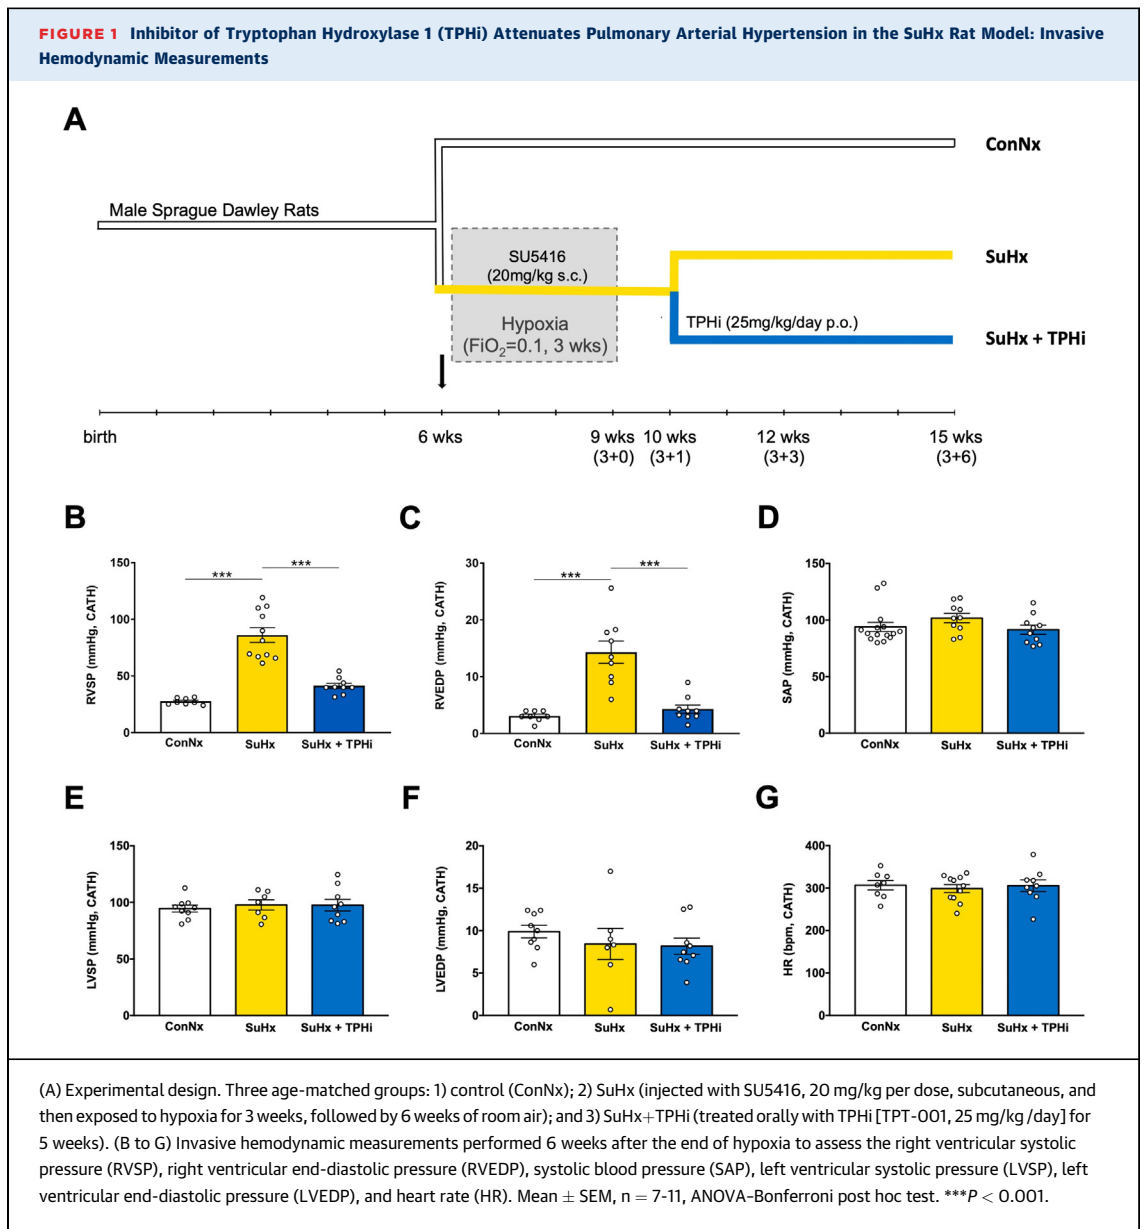 FIGURE 1 Inhibitor of Tryptophan Hydroxylase 1 (TPHi) Attenuates Pulmonary Arterial Hypertension in the SuHx Rat Model: Invasive
Hemodynamic Measurements
A
ConNx
Male Sprague Dawley Rats
SU5416
(20mg/kg s.c.)
SuHx
Hypoxia
(FiO₂=0.1, 3 wks)
TPHi (25mg/kg/day p.o.)
SuHx + TPHi
birth
6 wks
9 wks
(3+0)
10 wks
(3+1)
12 wks
(3+3)
15 wks
(3+6)
B
RVSP (mmHg, CATH)
150
100
50
0
***
***
ConNx
SuHx
SuHx + TPHi
C
RVEDP (mmHg, CATH)
30
20
10
0
***
***
ConNx
SuHx
SuHx + TPHi
D
SAP (mmHg, CATH)
150
100
50
0
ConNx
SuHx
SuHx + TPHi
E
LVSP (mmHg, CATH)
150
100
50
0
ConNx
SuHx
SuHx + TPHi
F
LVEDP (mmHg, CATH)
20
15
10
5
0
ConNx
SuHx
SuHx + TPHi
G
HR (bpm, CATH)
400
300
200
100
0
ConNx
SuHx
SuHx + TPHi
(A) Experimental design. Three age-matched groups: 1) control (ConNx); 2) SuHx (injected with SU5416, 20 mg/kg per dose, subcutaneous, and
then exposed to hypoxia for 3 weeks, followed by 6 weeks of room air); and 3) SuHx+TPHi (treated orally with TPHi [TPT-001, 25 mg/kg /day] for
5 weeks). (B to G) Invasive hemodynamic measurements performed 6 weeks after the end of hypoxia to assess the right ventricular systolic
pressure (RVSP), right ventricular end-diastolic pressure (RVEDP), systolic blood pressure (SAP), left ventricular systolic pressure (LVSP), left
ventricular end-diastolic pressure (LVEDP), and heart rate (HR). Mean ± SEM, n = 7-11, ANOVA-Bonferroni post hoc test. ***P < 0.001.